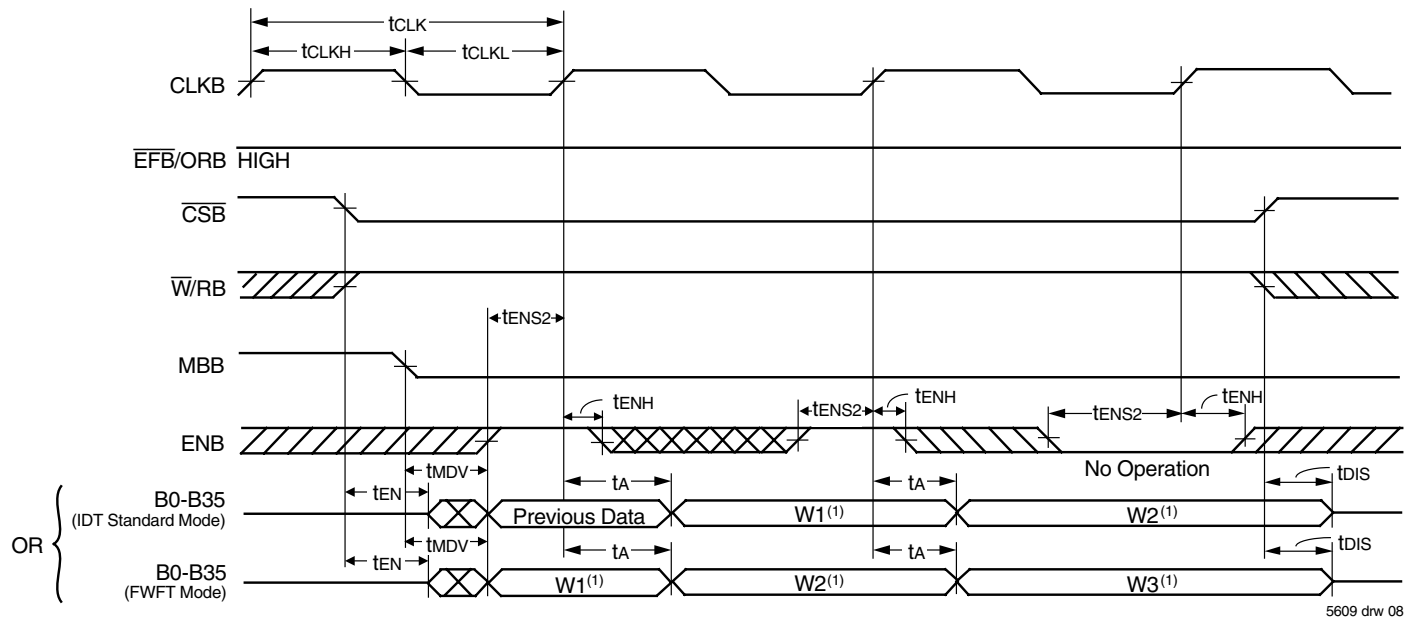 tCLK
tCLKH tCLKL
CLKB
EFB/ORB HIGH
CSB
W/RB
tENS2
MBB
tENH tENS2 tENH tENS2 tENH
ENB
No Operation
tMDV
tEN tA tA tDIS
B0-B35
(IDT Standard Mode)
Previous Data W1(1) W2(1)
OR
tMDV
tEN tA tA tDIS
B0-B35
(FWFT Mode)
W1(1) W2(1) W3(1)
5609 drw 08